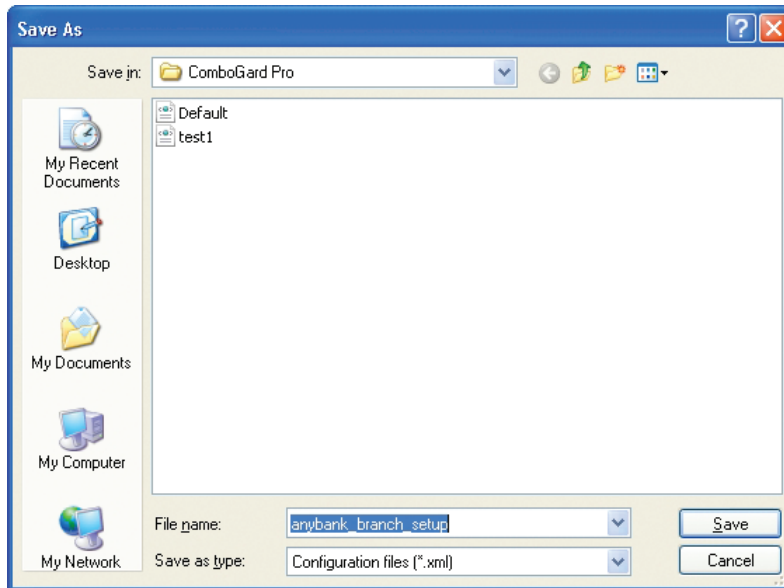 Save As
Save in:
ComboGard Pro
Default
test1
My Recent
Documents
Desktop
My Documents
My Computer
My Network
File name:
anybank_branch_setup
Save
Save as type:
Configuration files (*.xml)
Cancel